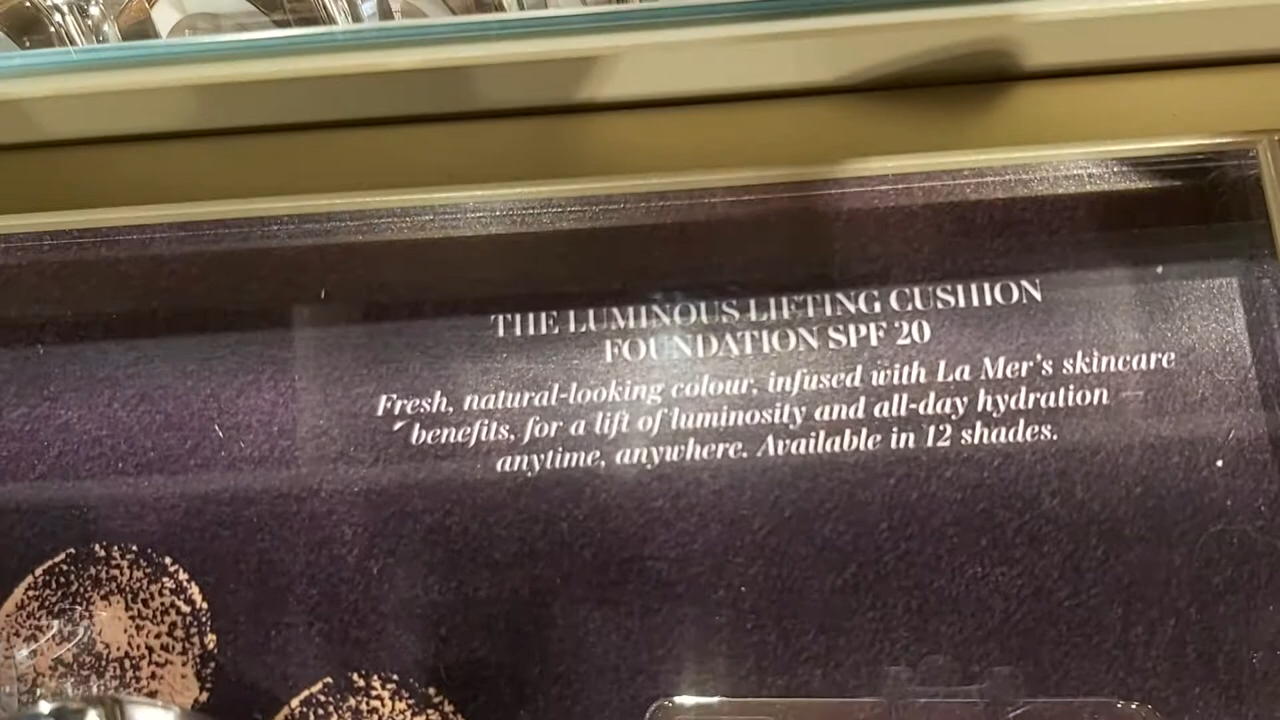 THE LUMINOUS LIFTING CUSHION
FOUNDATION SPF 20
Fresh, natural-looking colour, infused with La Mer's skincare
benefits, for a lift of luminosity and all-day hydration —
anytime, anywhere. Available in 12 shades.